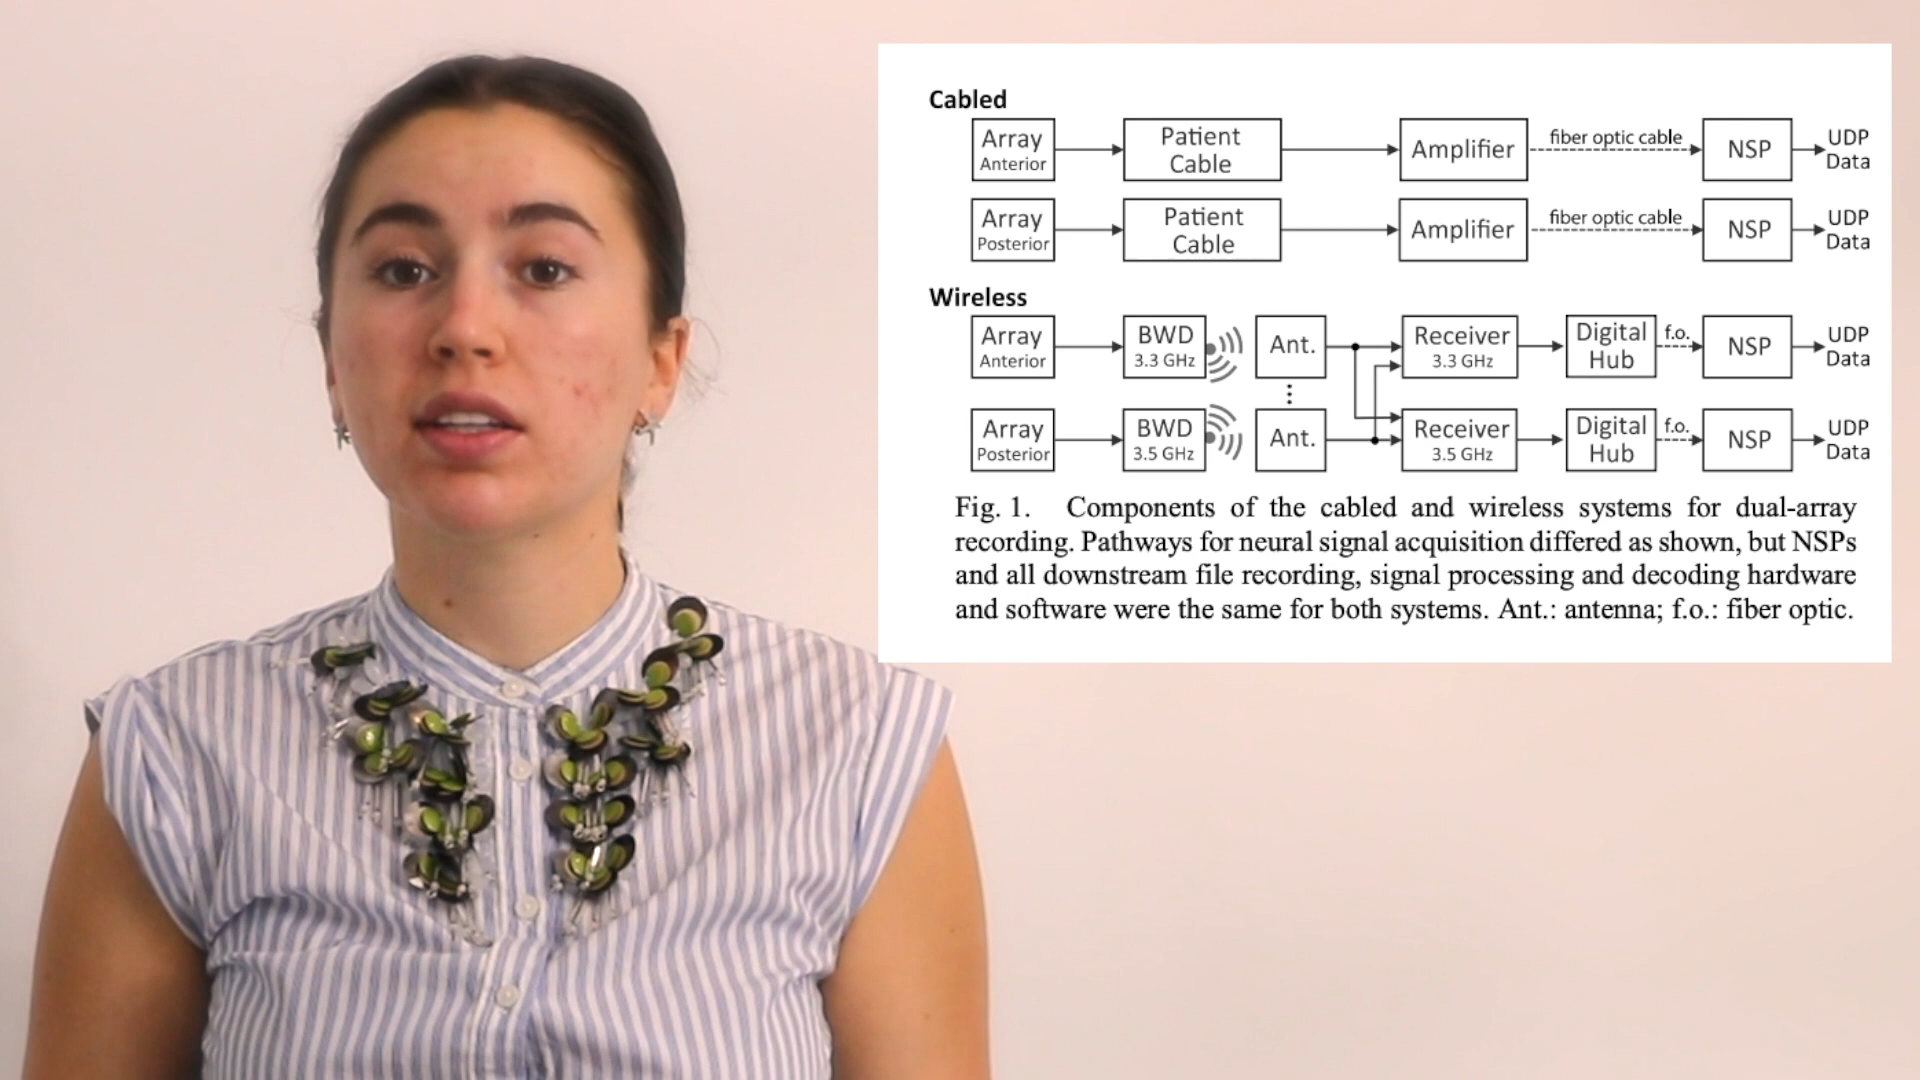 Cabled
Array Anterior Patient Cable Amplifier fiber optic cable NSP UDP Data
Array Posterior Patient Cable Amplifier fiber optic cable NSP UDP Data
Wireless
Array Anterior BWD 3.3 GHz Ant. Receiver 3.3 GHz Digital Hub f.o. NSP UDP Data
Array Posterior BWD 3.5 GHz Ant. Receiver 3.5 GHz Digital Hub f.o. NSP UDP Data
Fig. 1. Components of the cabled and wireless systems for dual-array
recording. Pathways for neural signal acquisition differed as shown, but NSPs
and all downstream file recording, signal processing and decoding hardware
and software were the same for both systems. Ant.: antenna; f.o.: fiber optic.